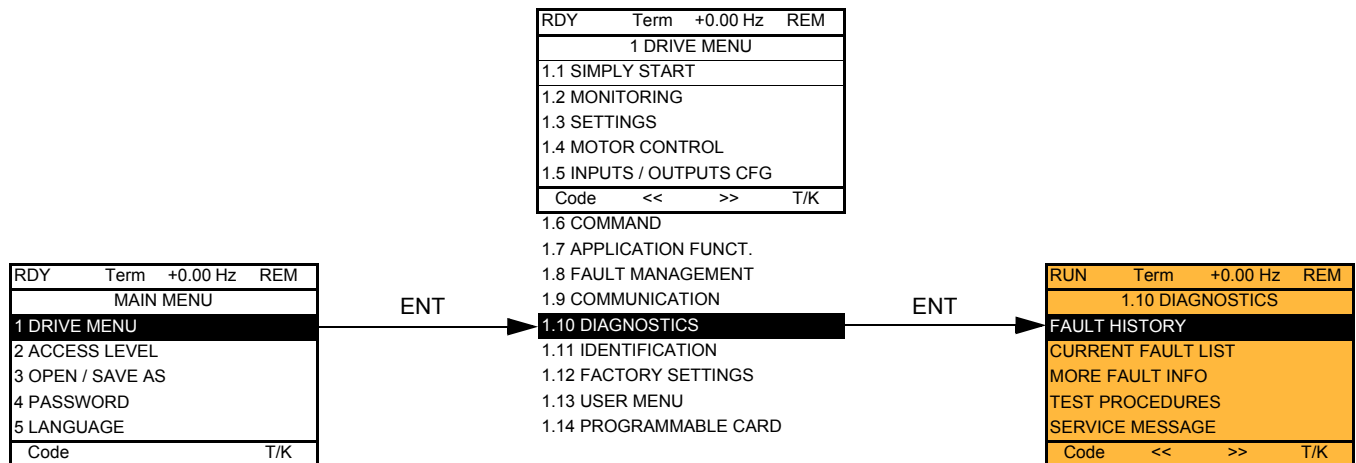 RDY Term +0.00 Hz REM
MAIN MENU
1 DRIVE MENU
2 ACCESS LEVEL
3 OPEN / SAVE AS
4 PASSWORD
5 LANGUAGE
Code T/K
ENT
RDY Term +0.00 Hz REM
1 DRIVE MENU
1.1 SIMPLY START
1.2 MONITORING
1.3 SETTINGS
1.4 MOTOR CONTROL
1.5 INPUTS / OUTPUTS CFG
Code << >> T/K
1.6 COMMAND
1.7 APPLICATION FUNCT.
1.8 FAULT MANAGEMENT
1.9 COMMUNICATION
1.10 DIAGNOSTICS
1.11 IDENTIFICATION
1.12 FACTORY SETTINGS
1.13 USER MENU
1.14 PROGRAMMABLE CARD
ENT
RUN Term +0.00 Hz REM
1.10 DIAGNOSTICS
FAULT HISTORY
CURRENT FAULT LIST
MORE FAULT INFO
TEST PROCEDURES
SERVICE MESSAGE
Code << >> T/K